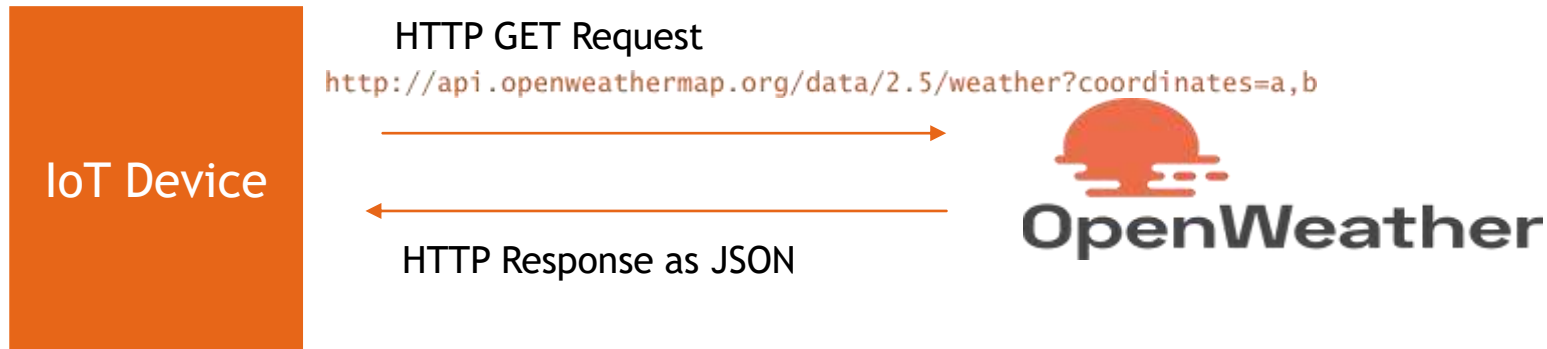 HTTP GET Request
http://api.openweathermap.org/data/2.5/weather?coordinates=a,b
IoT Device
OpenWeather
HTTP Response as JSON